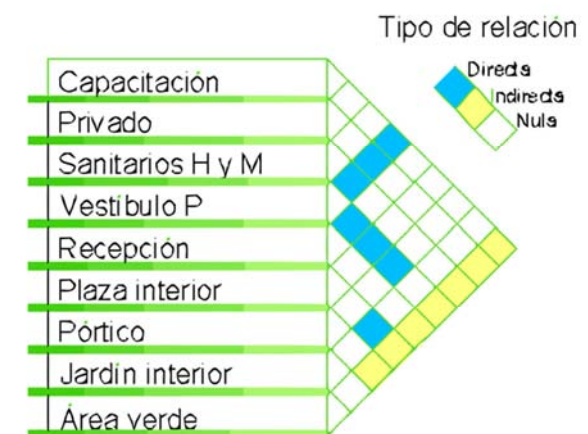 Tipo de relación
Directa
Indirecta
Nula
Capacitación
Privado
Sanitarios H y M
Vestíbulo P
Recepción
Plaza interior
Pórtico
Jardín interior
Área verde